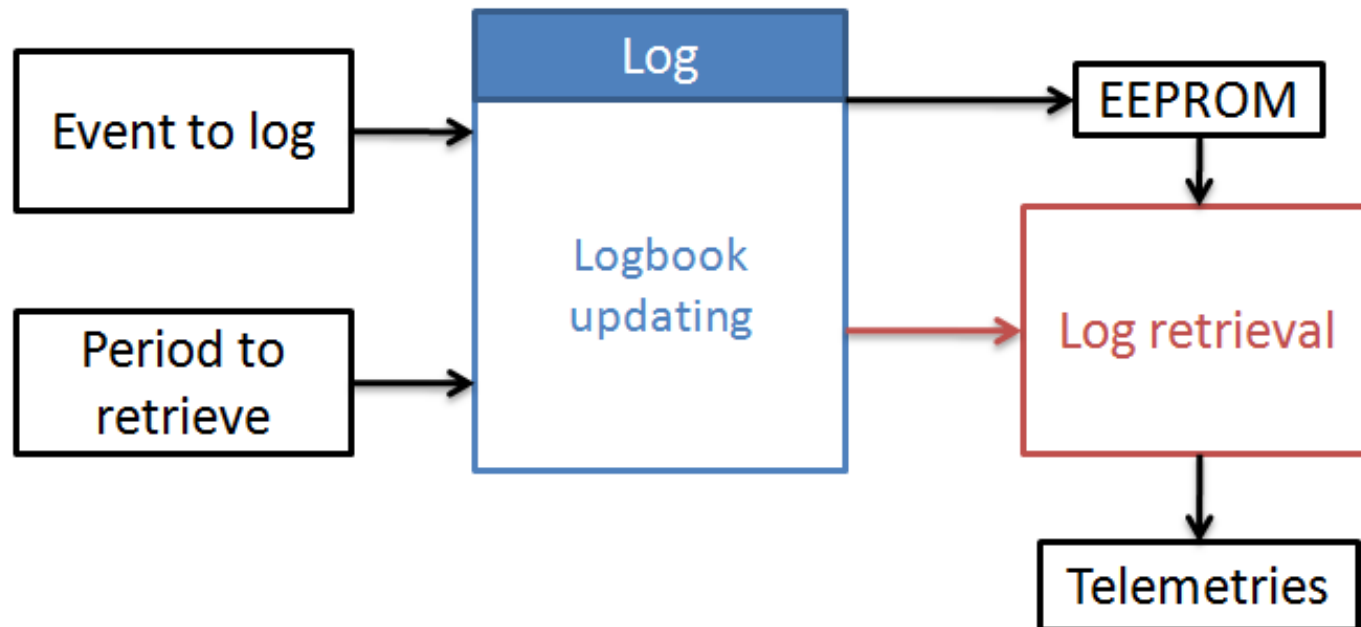 Event to log
Period to
retrieve
Log
Logbook
updating
EEPROM
Log retrieval
Telemetries